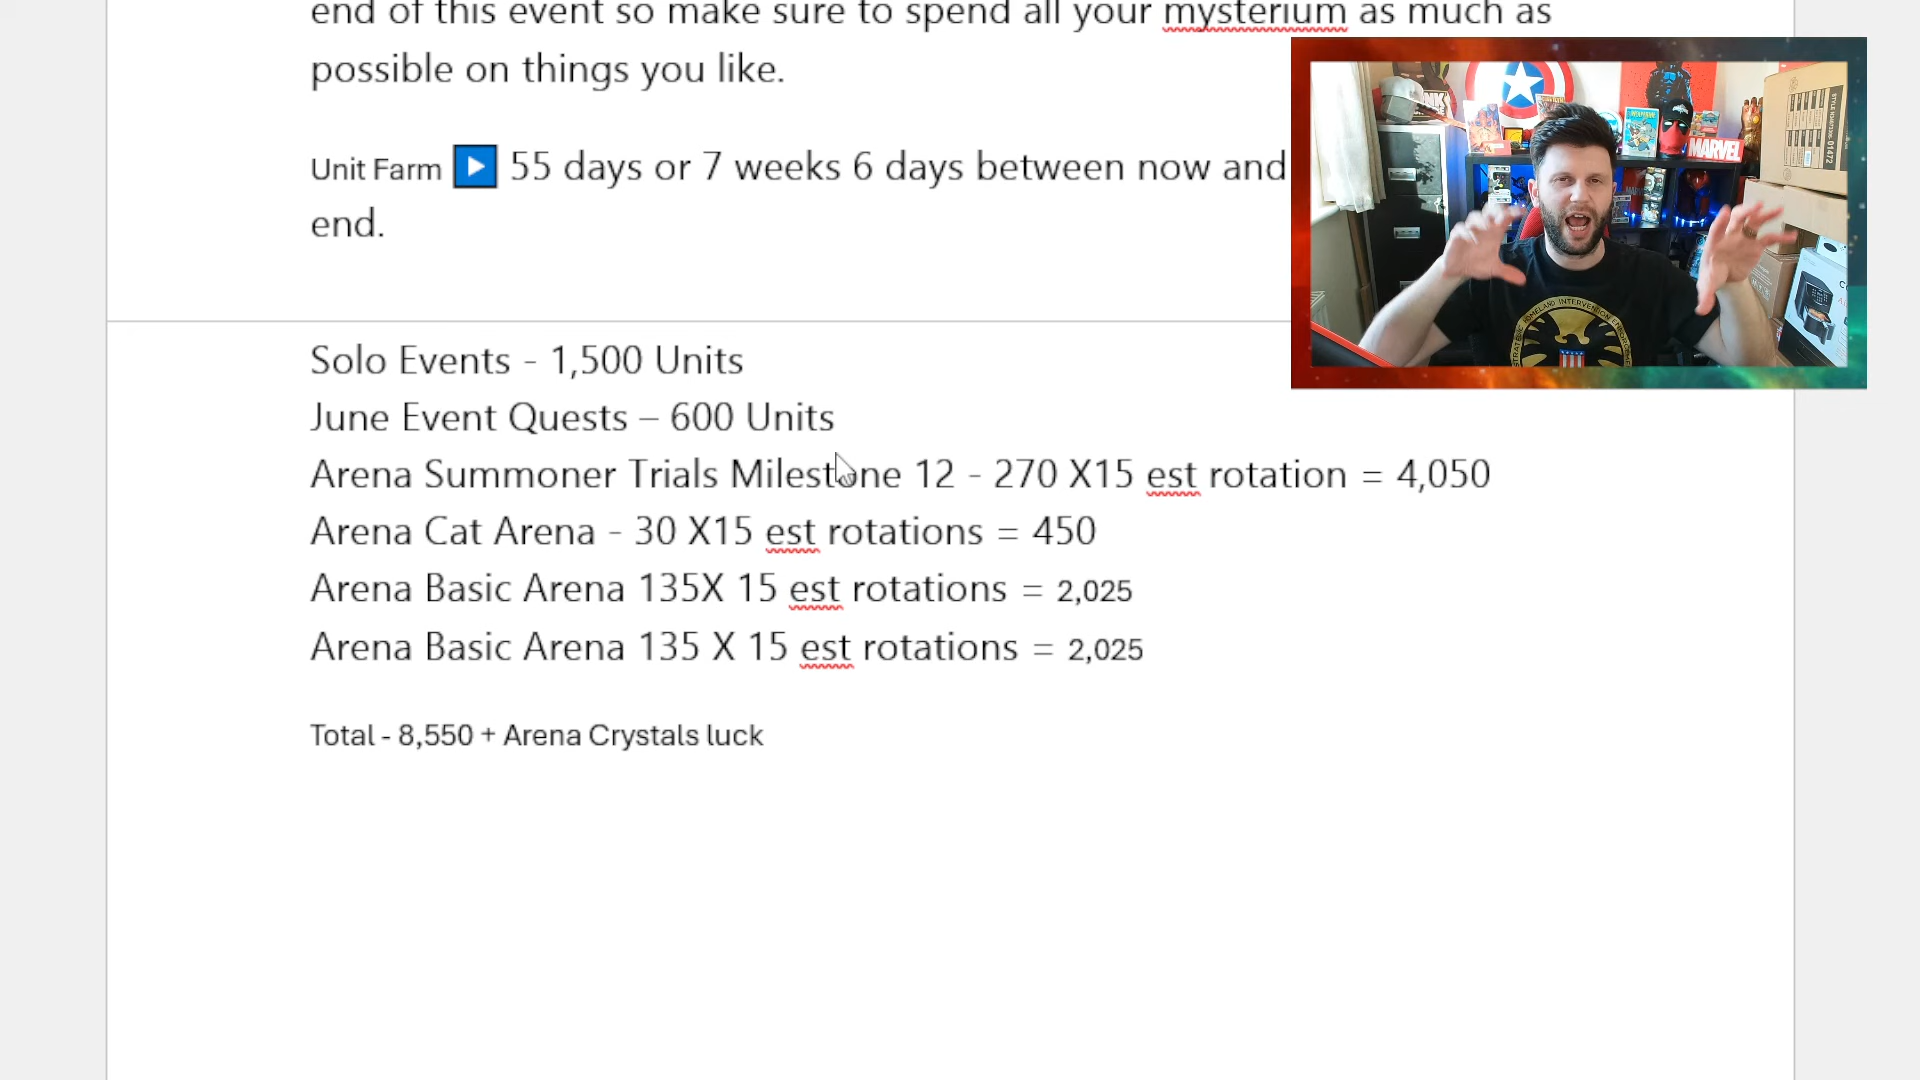 end of this event so make sure to spend all your mysterium as much as
possible on things you like.
Unit Farm ▶ 55 days or 7 weeks 6 days between now and
end.
Solo Events - 1,500 Units
June Event Quests – 600 Units
Arena Summoner Trials Milestone 12 - 270 X15 est rotation = 4,050
Arena Cat Arena - 30 X15 est rotations = 450
Arena Basic Arena 135X 15 est rotations = 2,025
Arena Basic Arena 135 X 15 est rotations = 2,025
Total - 8,550 + Arena Crystals luck
MARVEL